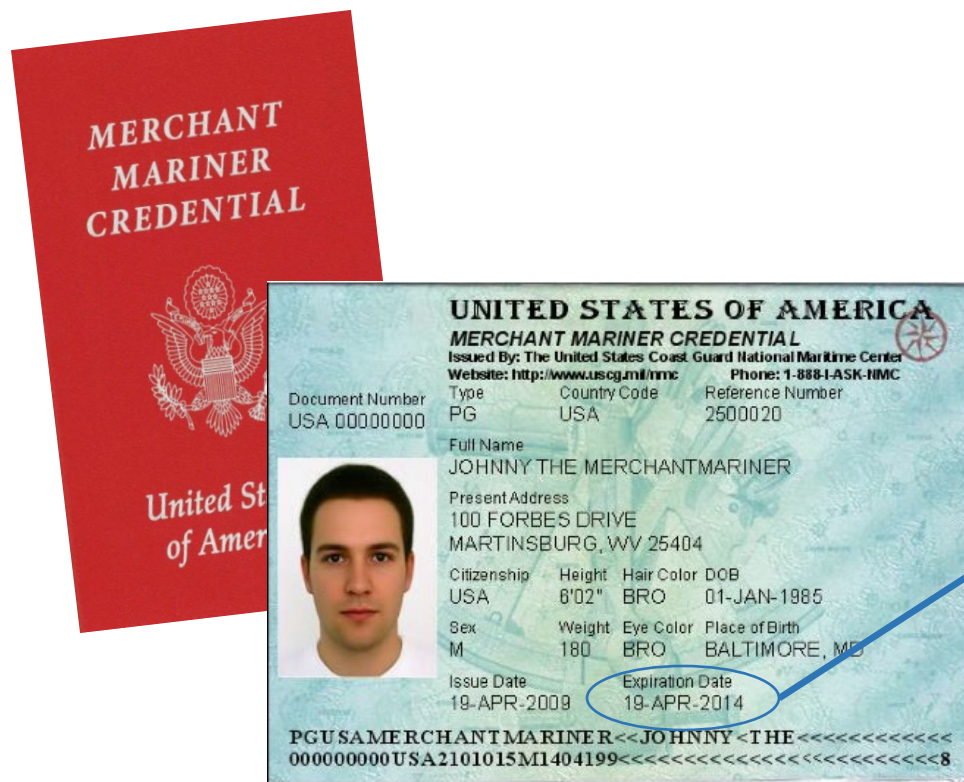 MERCHANT
MARINER
CREDENTIAL
United St
of Amer
UNITED STATES OF AMERICA
MERCHANT MARINER CREDENTIAL
Issued By: The United States Coast Guard National Maritime Center
Website: http://www.uscg.mil/nmc Phone: 1-888-I-ASK-NMC
Document Number Type Country Code Reference Number
USA 00000000 PG USA 2500020
Full Name
JOHNNY THE MERCHANTMARINER
Present Address
100 FORBES DRIVE
MARTINSBURG, WV 25404
Citizenship Height Hair Color DOB
USA 6'02" BRO 01-JAN-1985
Sex Weight Eye Color Place of Birth
M 180 BRO BALTIMORE, MD
Issue Date Expiration Date
19-APR-2009 19-APR-2014
PGUSAMERCHANTMARINER<<JOHNNY<THE<<<<<<<<<<<<
000000000USA2101015M1404199<<<<<<<<<<<<<<<<<<<<8